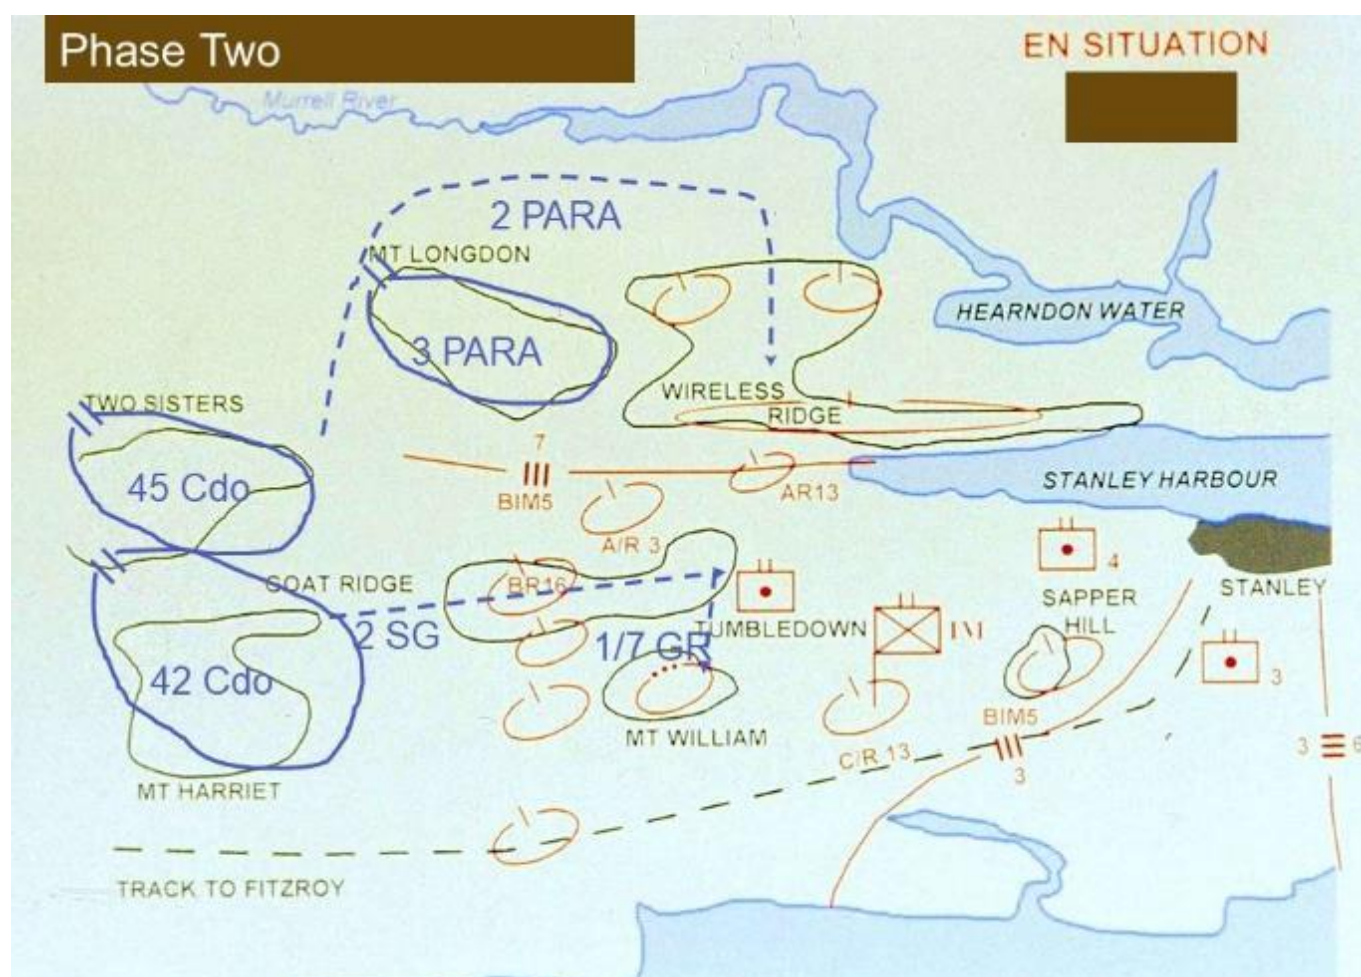 Phase Two
EN SITUATION
Murrell River
2 PARA
MT LONGDON
HEARNDON WATER
3 PARA
WIRELESS
RIDGE
TWO SISTERS
7
BIM5
AR13
STANLEY HARBOUR
45 Cdo
A/R 3
4
GOAT RIDGE
BR16
STANLEY
SAPPER
HILL
2 SG
1/7 GR
TUMBLEDOWN
42 Cdo
3
MT WILLIAM
BIM5
C/R 13
3
3
6
MT HARRIET
TRACK TO FITZROY